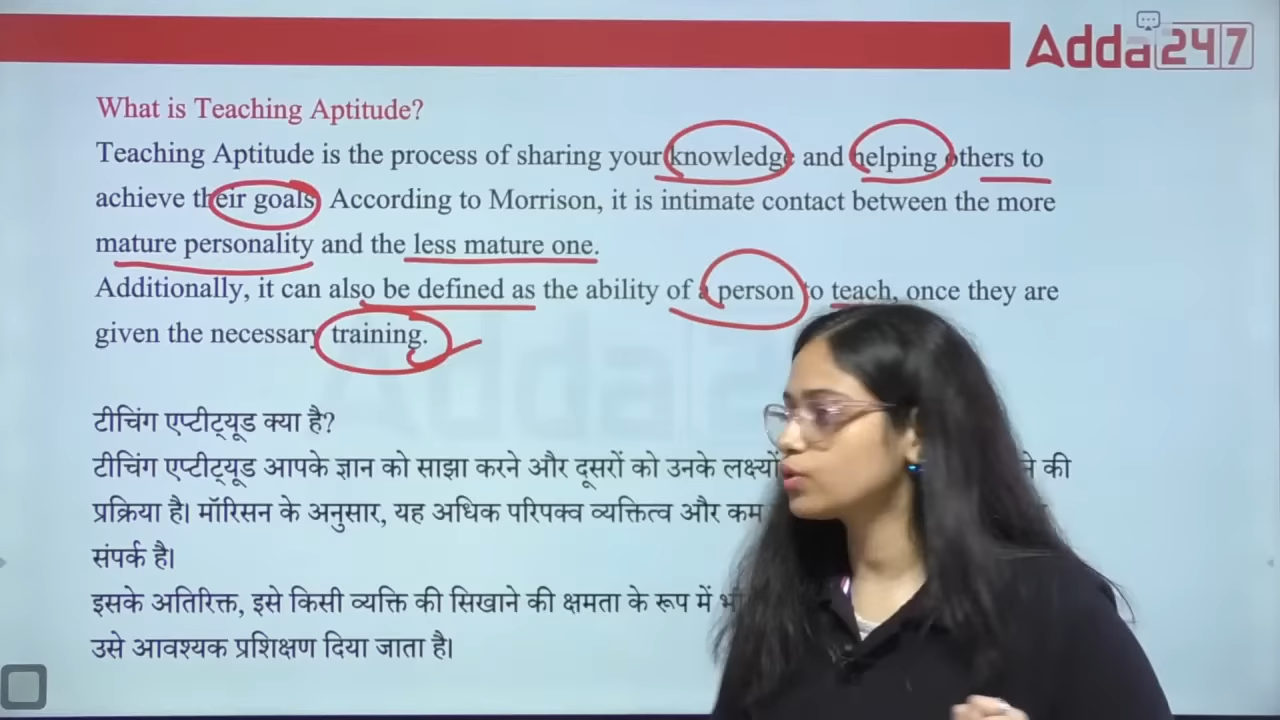 Adda 247
What is Teaching Aptitude?
Teaching Aptitude is the process of sharing your knowledge and helping others to
achieve their goals. According to Morrison, it is intimate contact between the more
mature personality and the less mature one.
Additionally, it can also be defined as the ability of a person to teach, once they are
given the necessary training.
टीचिंग एप्टीट्यूड क्या है?
टीचिंग एप्टीट्यूड आपके ज्ञान को साझा करने और दूसरों को उनके लक्ष्यों की
प्रक्रिया है। मॉरिसन के अनुसार, यह अधिक परिपक्व व्यक्तित्व और कम
संपर्क है।
इसके अतिरिक्त, इसे किसी व्यक्ति की सिखाने की क्षमता के रूप में
उसे आवश्यक प्रशिक्षण दिया जाता है।